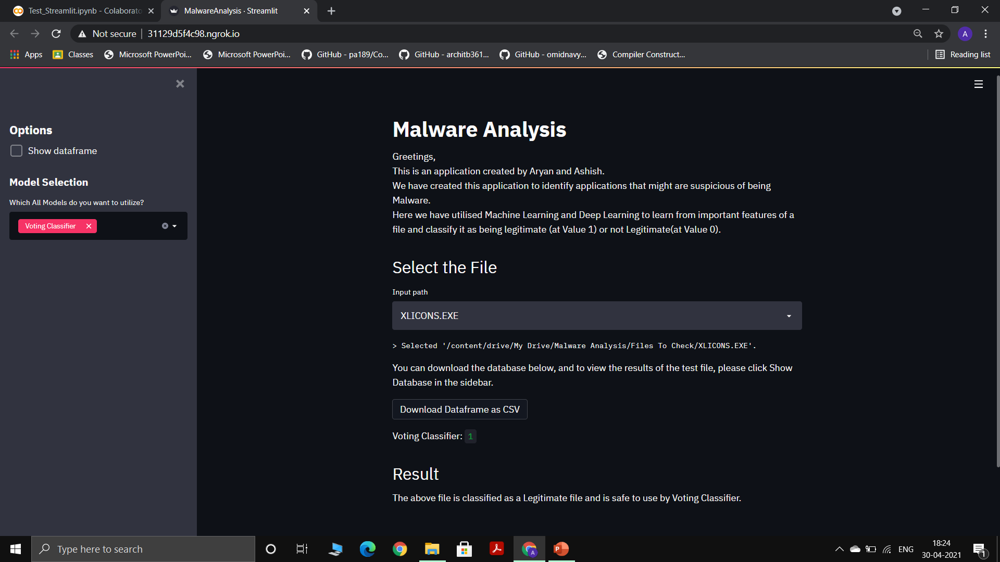 Test_Streamlit.ipynb - Colaborato
MalwareAnalysis · Streamlit
Not secure
31129d5f4c98.ngrok.io
A
Apps
Classes
Microsoft PowerPoi...
Microsoft PowerPoi...
GitHub - pa189/Co...
GitHub - architb361...
GitHub - omidnavy...
Compiler Construct...
Reading list
Options
Show dataframe
Model Selection
Which All Models do you want to utilize?
Voting Classifier
Malware Analysis
Greetings,
This is an application created by Aryan and Ashish.
We have created this application to identify applications that might are suspicious of being
Malware.
Here we have utilised Machine Learning and Deep Learning to learn from important features of a
file and classify it as being legitimate (at Value 1) or not Legitimate(at Value 0).
Select the File
Input path
XLICONS.EXE
> Selected '/content/drive/My Drive/Malware Analysis/Files To Check/XLICONS.EXE'.
You can download the database below, and to view the results of the test file, please click Show
Database in the sidebar.
Download Dataframe as CSV
Voting Classifier: 1
Result
The above file is classified as a Legitimate file and is safe to use by Voting Classifier.
Type here to search
A
P
ENG
18:24
30-04-2021
1